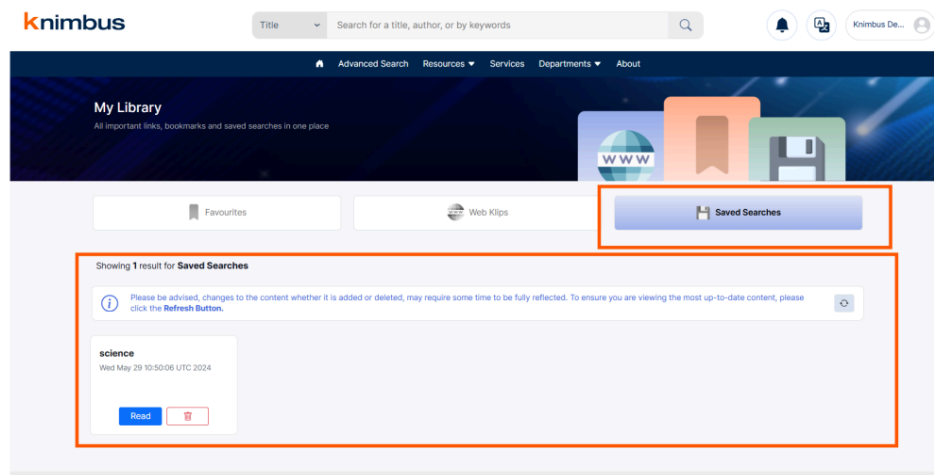 knimbus
Title
Search for a title, author, or by keywords
Knimbus De...
Advanced Search Resources Services Departments About
My Library
All important links, bookmarks and saved searches in one place
WWW
Favourites
www Web Klips
Saved Searches
Showing 1 result for Saved Searches
Please be advised, changes to the content whether it is added or deleted, may require some time to be fully reflected. To ensure you are viewing the most up-to-date content, please
click the Refresh Button.
science
Wed May 29 10:50:06 UTC 2024
Read